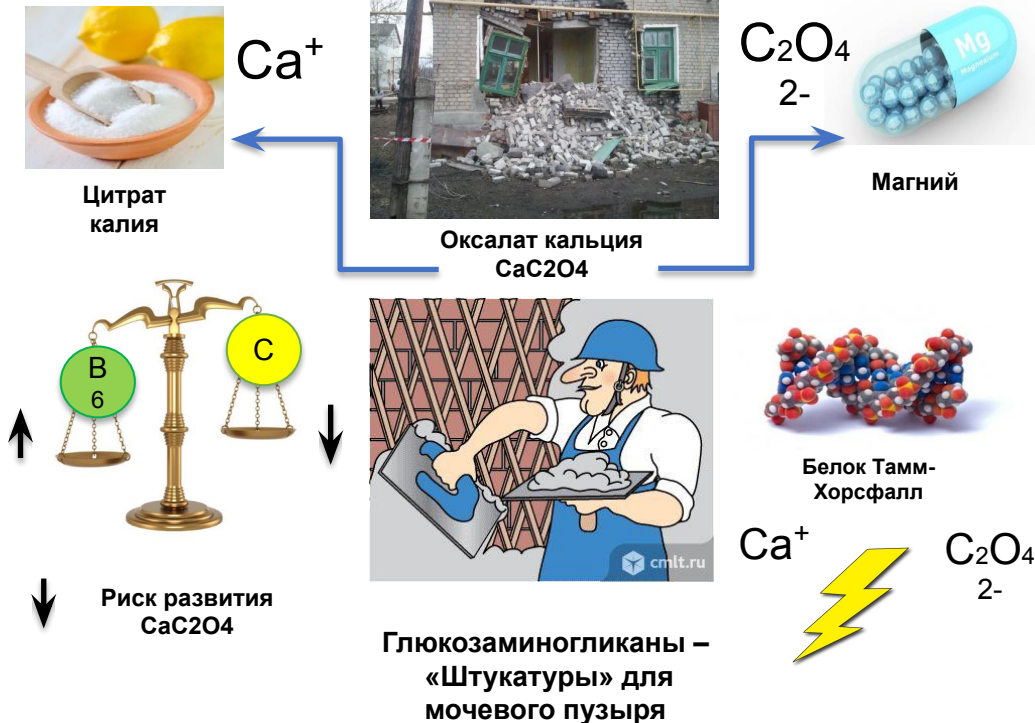 Ca⁺
C₂O₄
2-
Mg
Magnesium
Цитрат
калия
Оксалат кальция
CaC2O4
Магний
B
6
C
Белок Тамм-
Хорсфалл
Ca⁺
C₂O₄
2-
cmlt.ru
Риск развития
CaC2O4
Глюкозаминогликаны –
«Штукатуры» для
мочевого пузыря